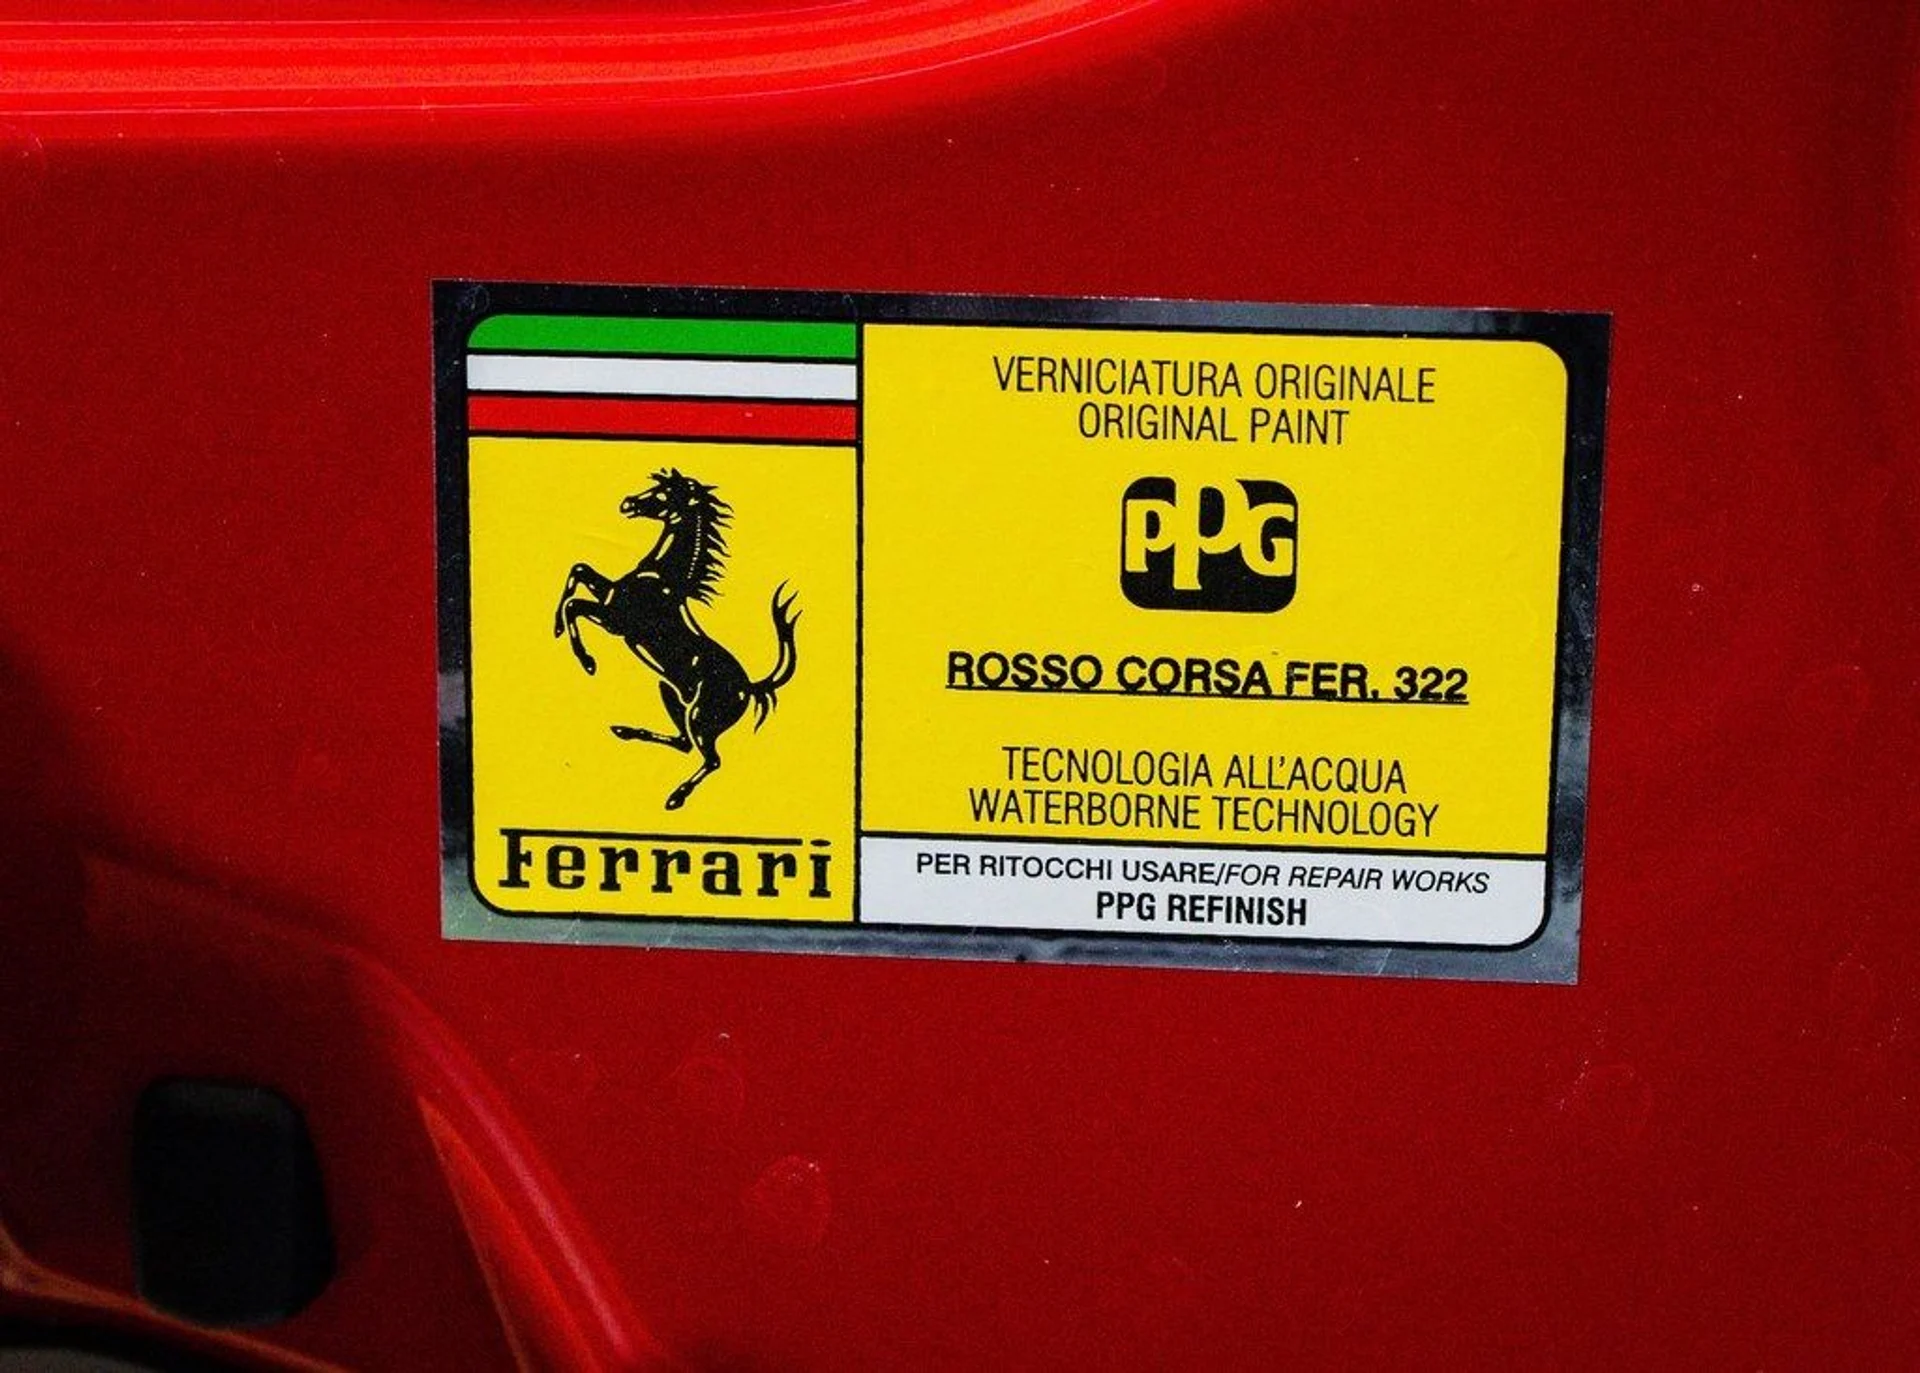 VERNICIATURA ORIGINALE
ORIGINAL PAINT
PPG
ROSSO CORSA FER. 322
TECNOLOGIA ALL'ACQUA
WATERBORNE TECHNOLOGY
Ferrari
PER RITOCCHI USARE/FOR REPAIR WORKS
PPG REFINISH